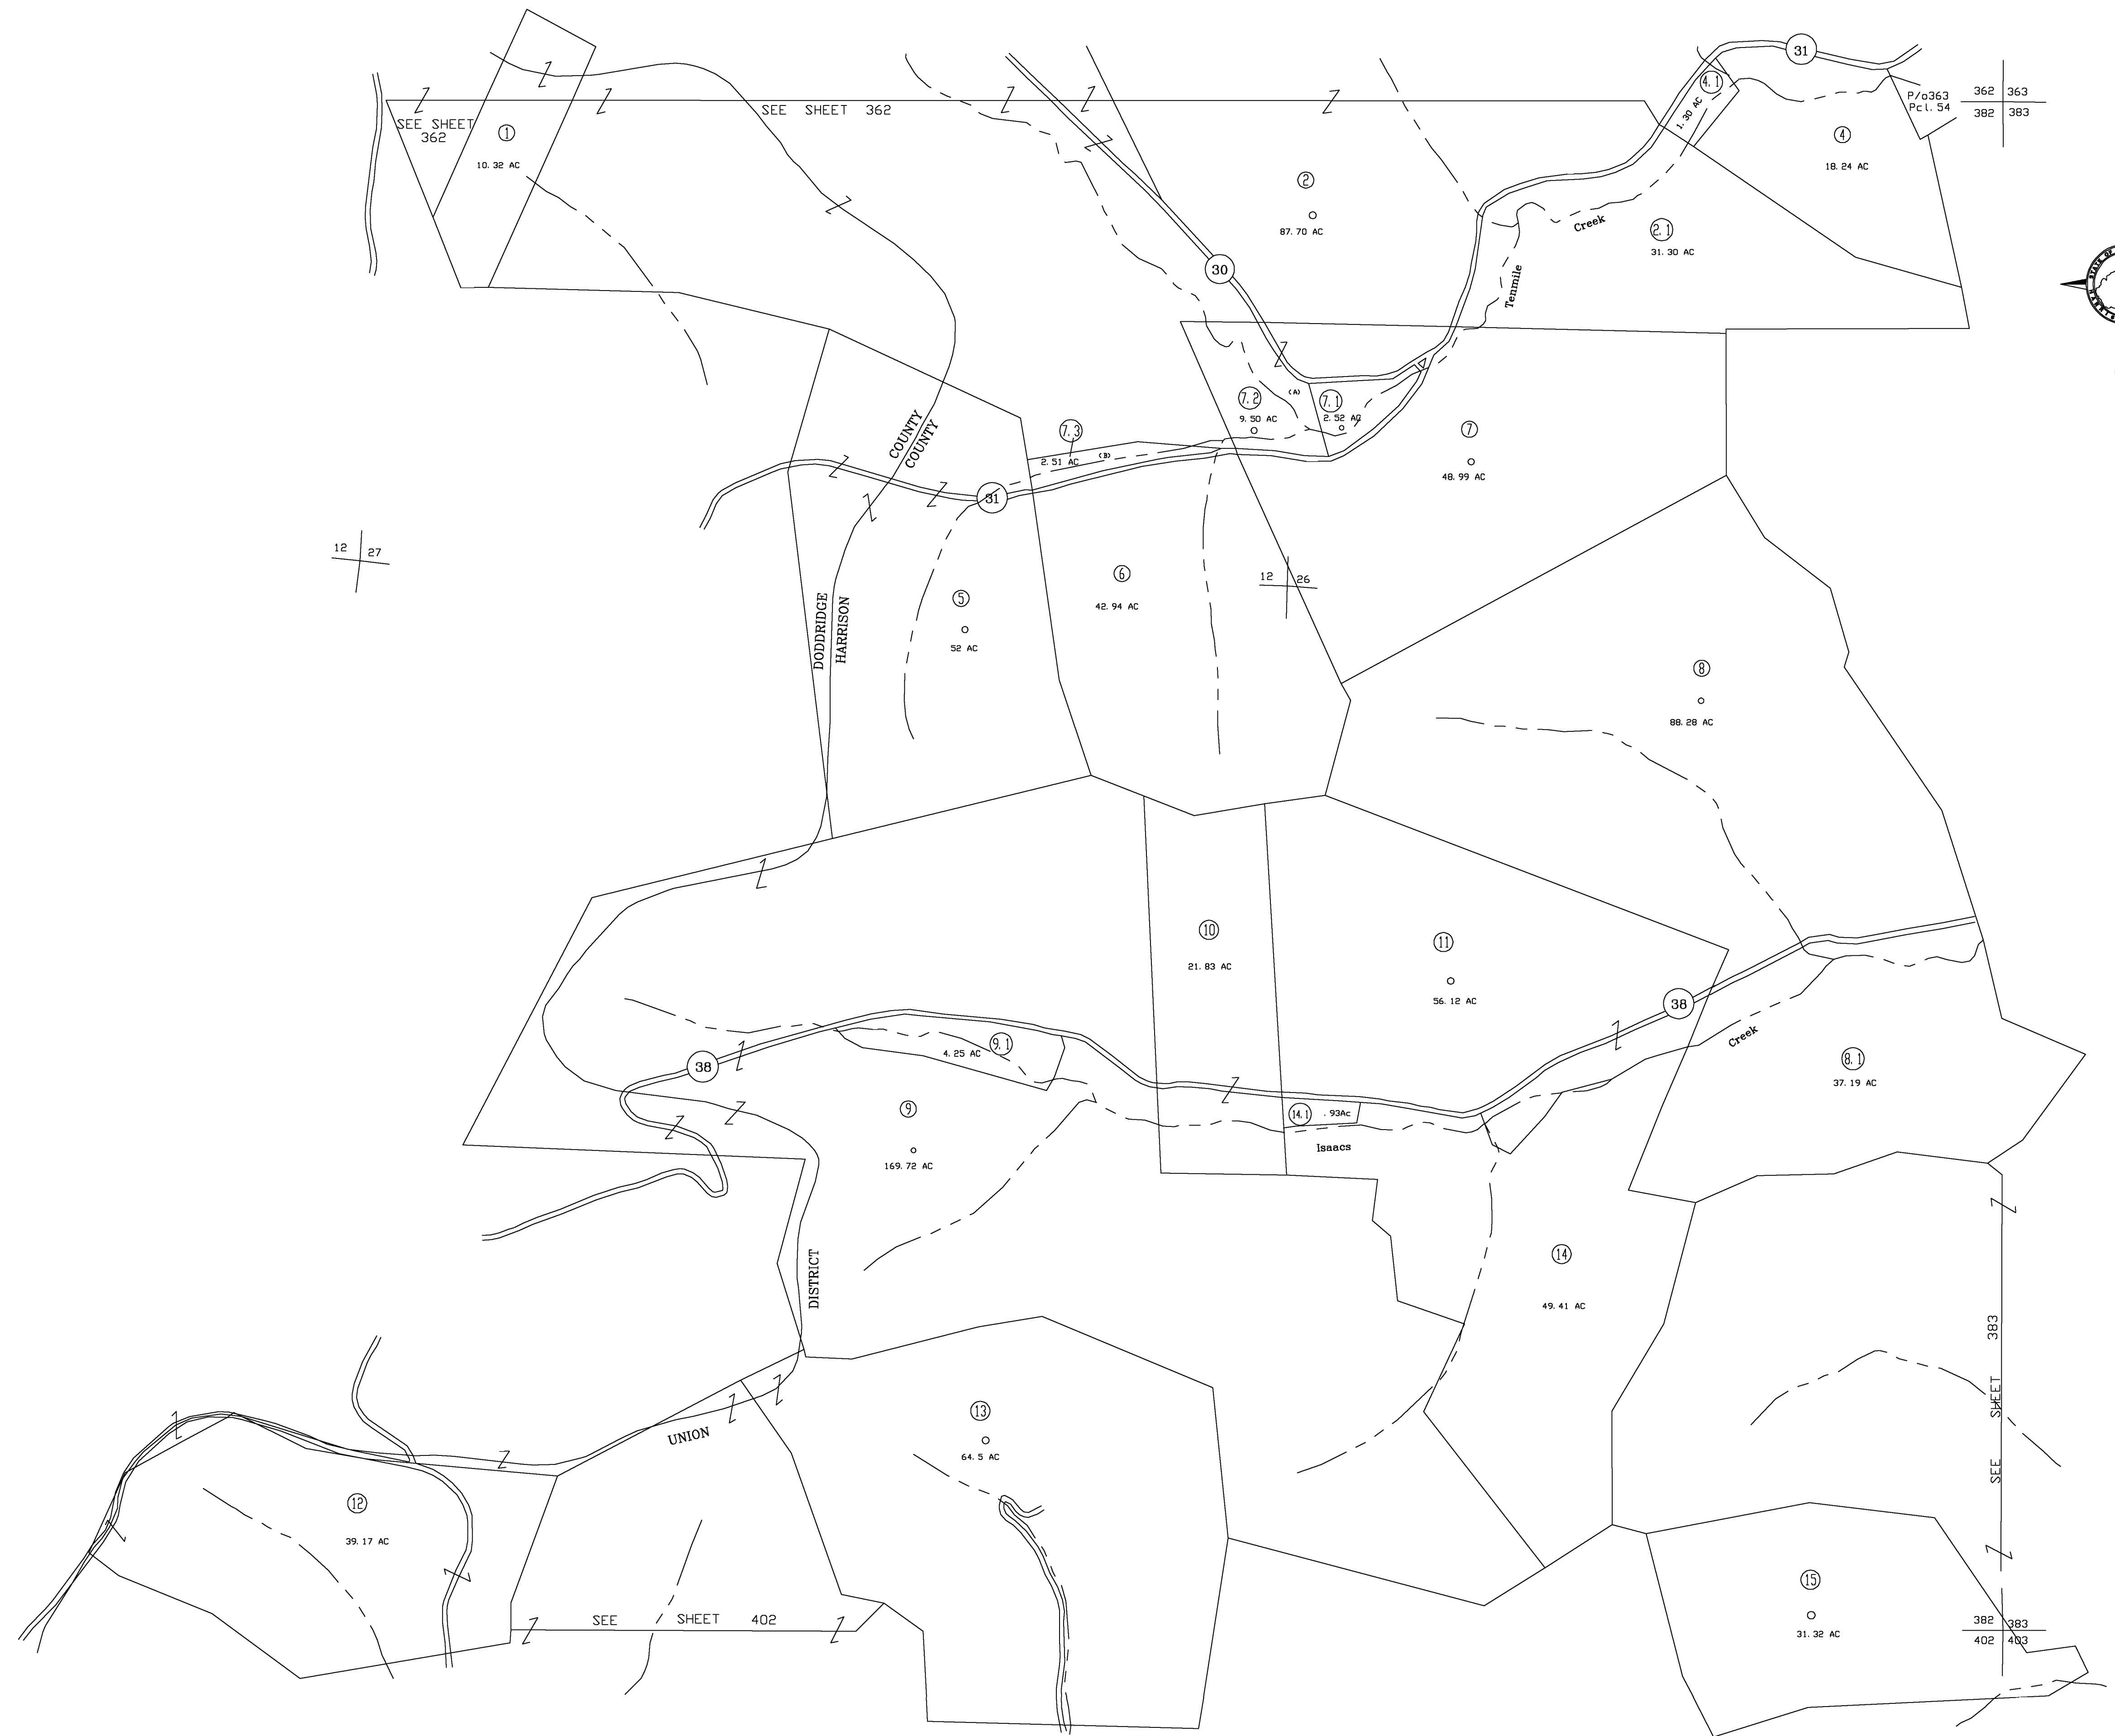 31
4.1
1.30 AC
P/o363
Pcl.54
362 363
382 383
SEE SHEET
362
SEE SHEET 362
1
10.32 AC
4
18.24 AC
2
87.70 AC
Creek
2.1
31.30 AC
Tenmile
30
STATE OF
(A)
7.2
9.50 AC
7.1
2.52 AC
7
48.99 AC
COUNTY
COUNTY
7.3
2.51 AC
(B)
31
12 27
12 26
6
42.94 AC
5
52 AC
DODDRIDGE
HARRISON
8
88.28 AC
10
21.83 AC
11
56.12 AC
38
Creek
9.1
4.25 AC
38
8.1
37.19 AC
9
169.72 AC
14.1
.93Ac
Isaacs
DISTRICT
14
49.41 AC
SEE SHEET 383
13
64.5 AC
UNION
12
39.17 AC
15
31.32 AC
SEE SHEET 402
382 383
402 403